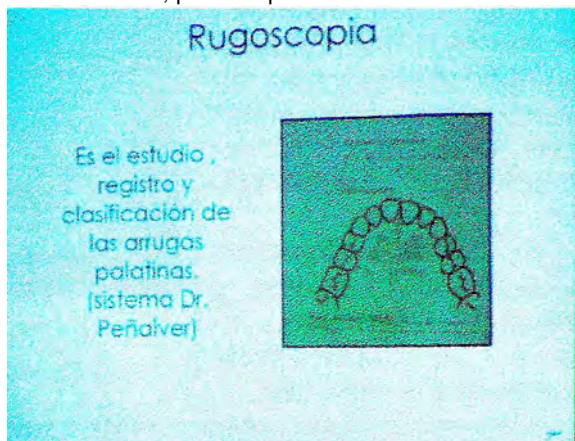 Rugoscopia
Es el estudio ,
registro y
clasificación de
las arrugas
palatinas.
(sistema Dr.
Peñalver)